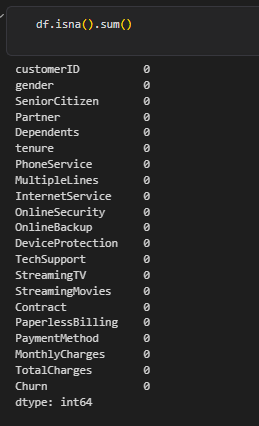 df.isna().sum()
customerID 0
gender 0
SeniorCitizen 0
Partner 0
Dependents 0
tenure 0
PhoneService 0
MultipleLines 0
InternetService 0
OnlineSecurity 0
OnlineBackup 0
DeviceProtection 0
TechSupport 0
StreamingTV 0
StreamingMovies 0
Contract 0
PaperlessBilling 0
PaymentMethod 0
MonthlyCharges 0
TotalCharges 0
Churn 0
dtype: int64